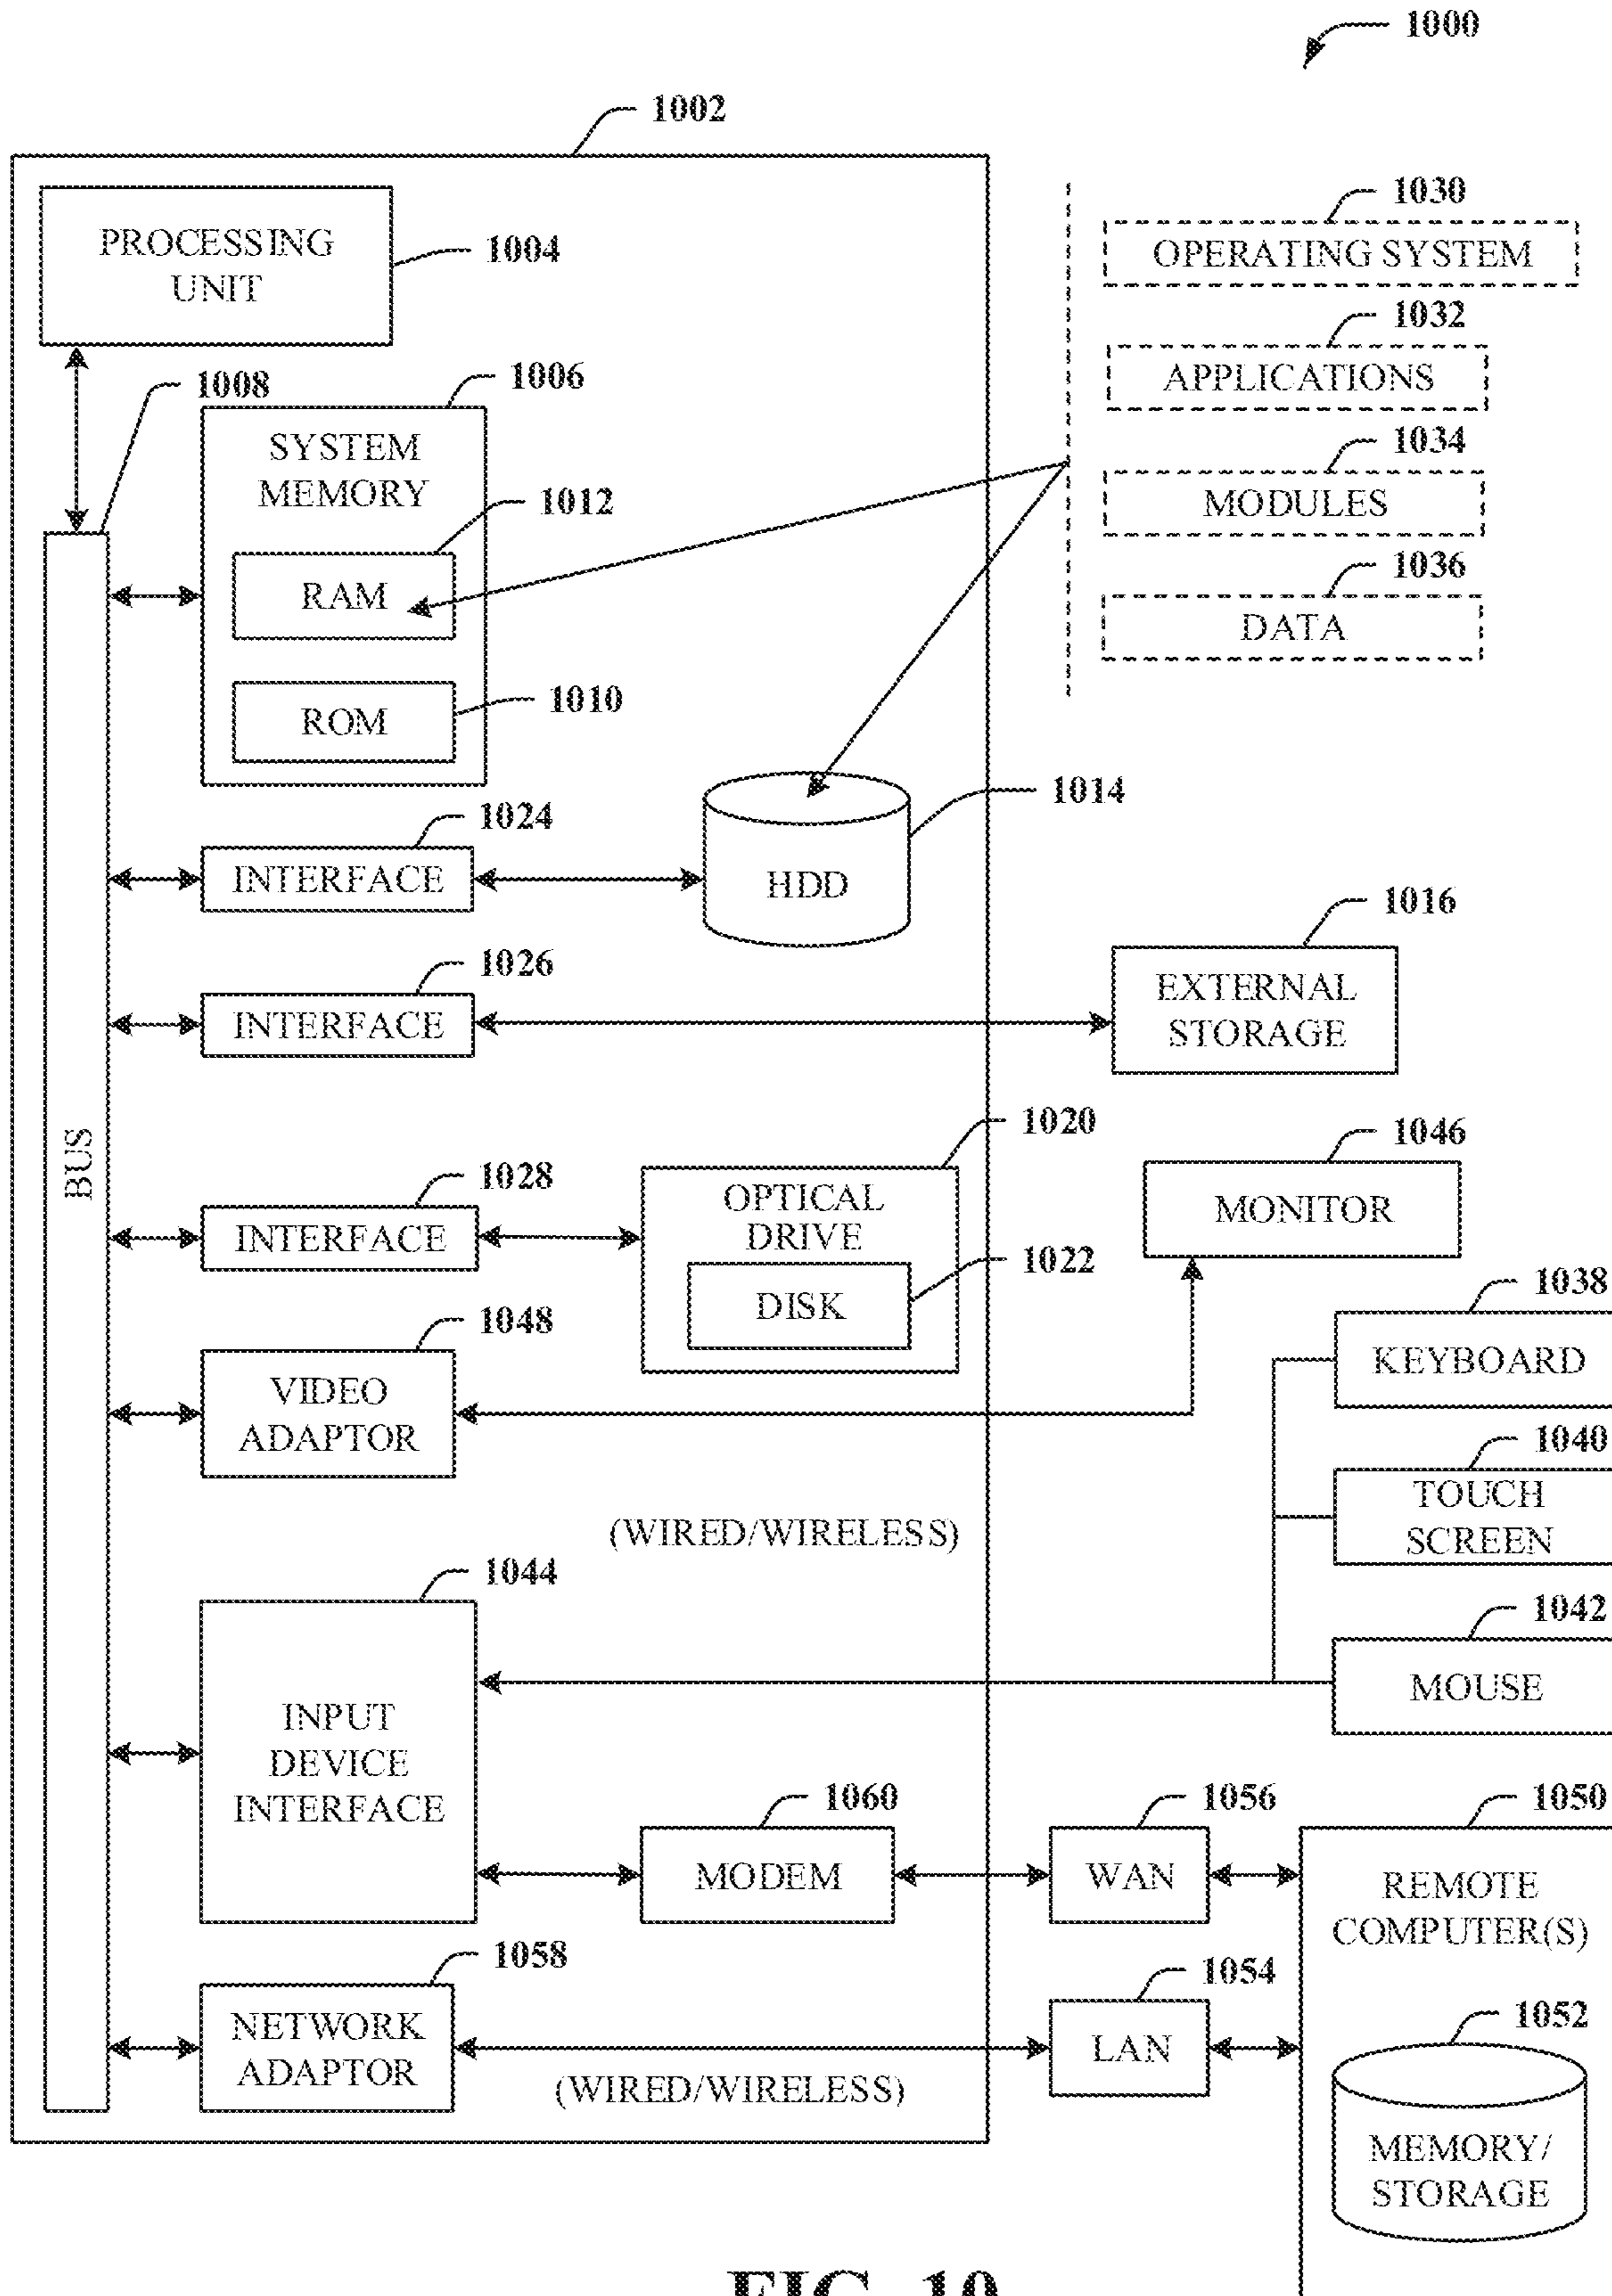 1000
1002
PROCESSING
UNIT
1004
1030
OPERATING SYSTEM
1032
APPLICATIONS
1034
MODULES
1036
DATA
1008
1006
SYSTEM
MEMORY
1012
RAM
1010
ROM
1014
HDD
1024
INTERFACE
1016
EXTERNAL
STORAGE
1026
INTERFACE
BUS
1020
OPTICAL
DRIVE
1022
DISK
1028
INTERFACE
1046
MONITOR
1048
VIDEO
ADAPTOR
1038
KEYBOARD
1040
TOUCH
SCREEN
(WIRED/WIRELESS)
1044
INPUT
DEVICE
INTERFACE
1042
MOUSE
1060
MODEM
1056
WAN
1050
REMOTE
COMPUTER(S)
1058
NETWORK
ADAPTOR
(WIRED/WIRELESS)
1054
LAN
1052
MEMORY/
STORAGE
FIG. 10